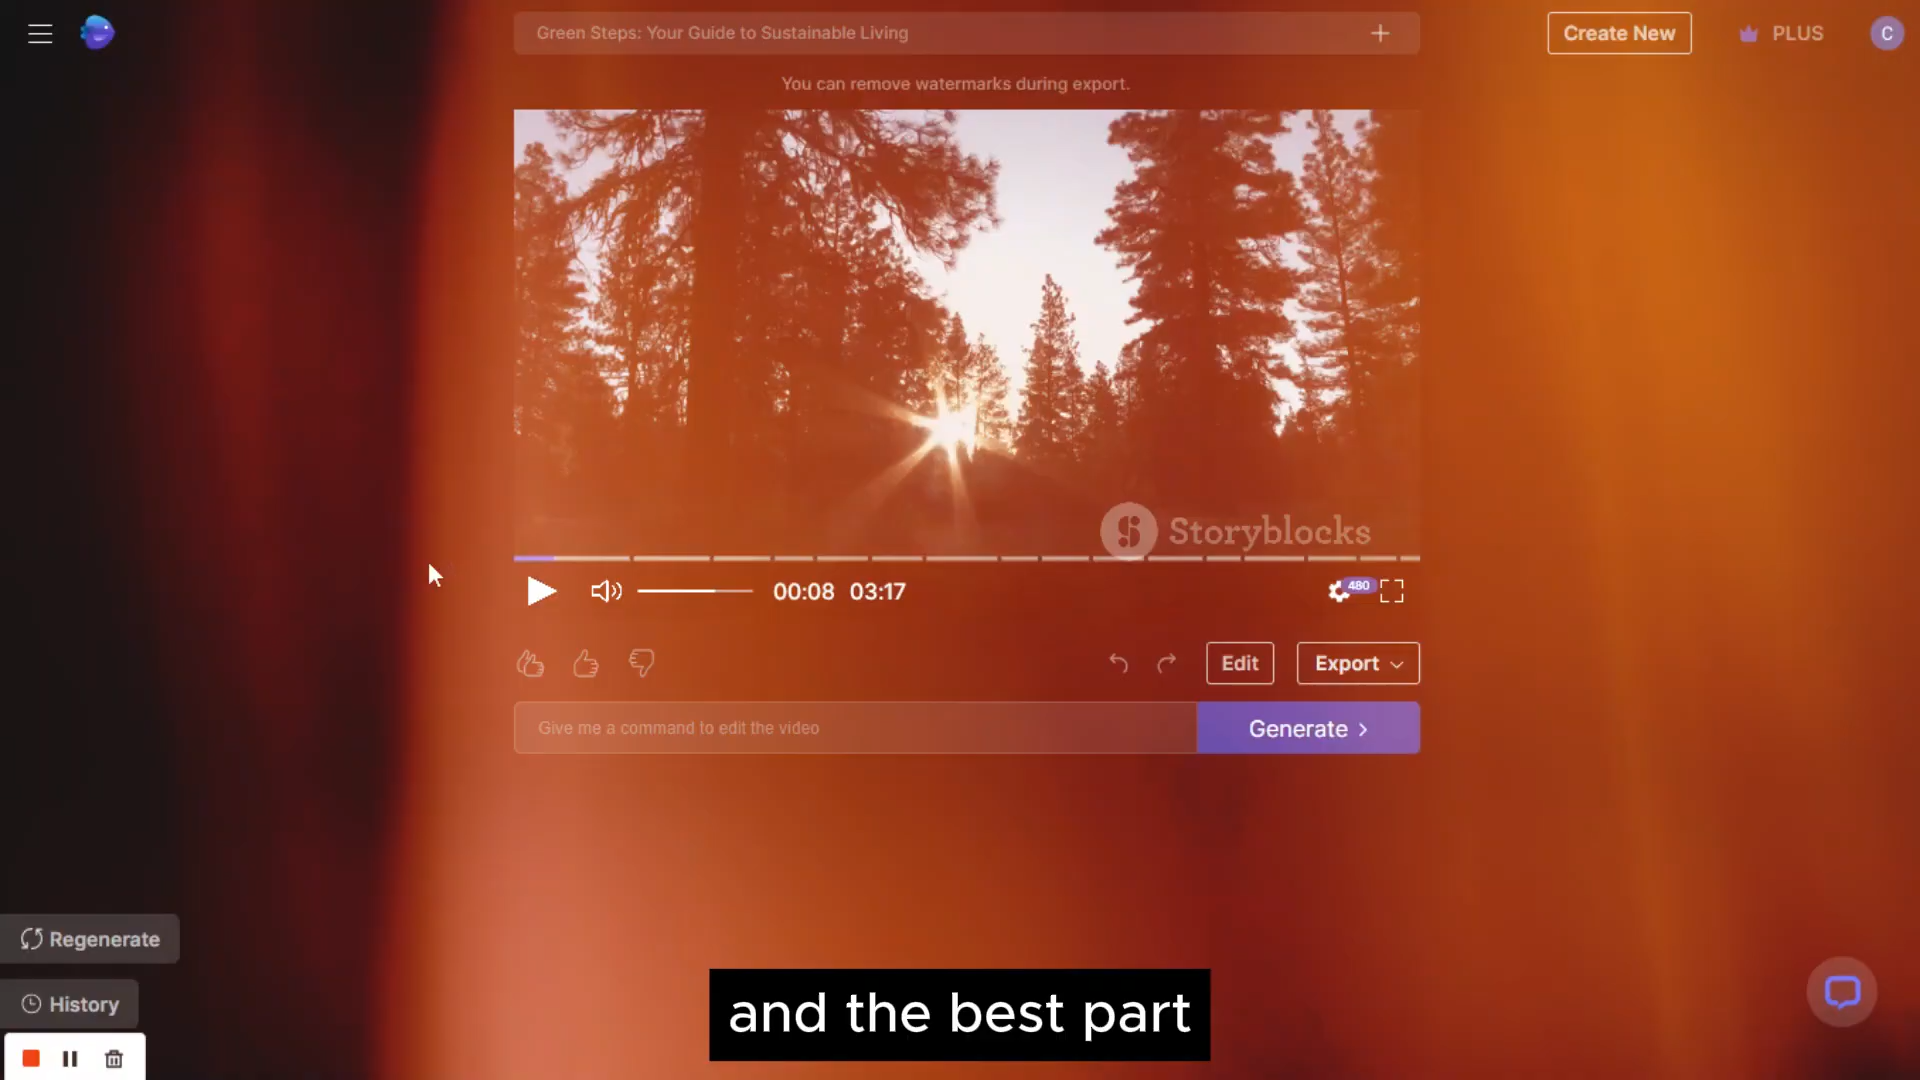 Green Steps: Your Guide to Sustainable Living
Create New
PLUS
C
You can remove watermarks during export.
Storyblocks
00:08 03:17
480
Edit
Export
Give me a command to edit the video
Generate
Regenerate
History
and the best part